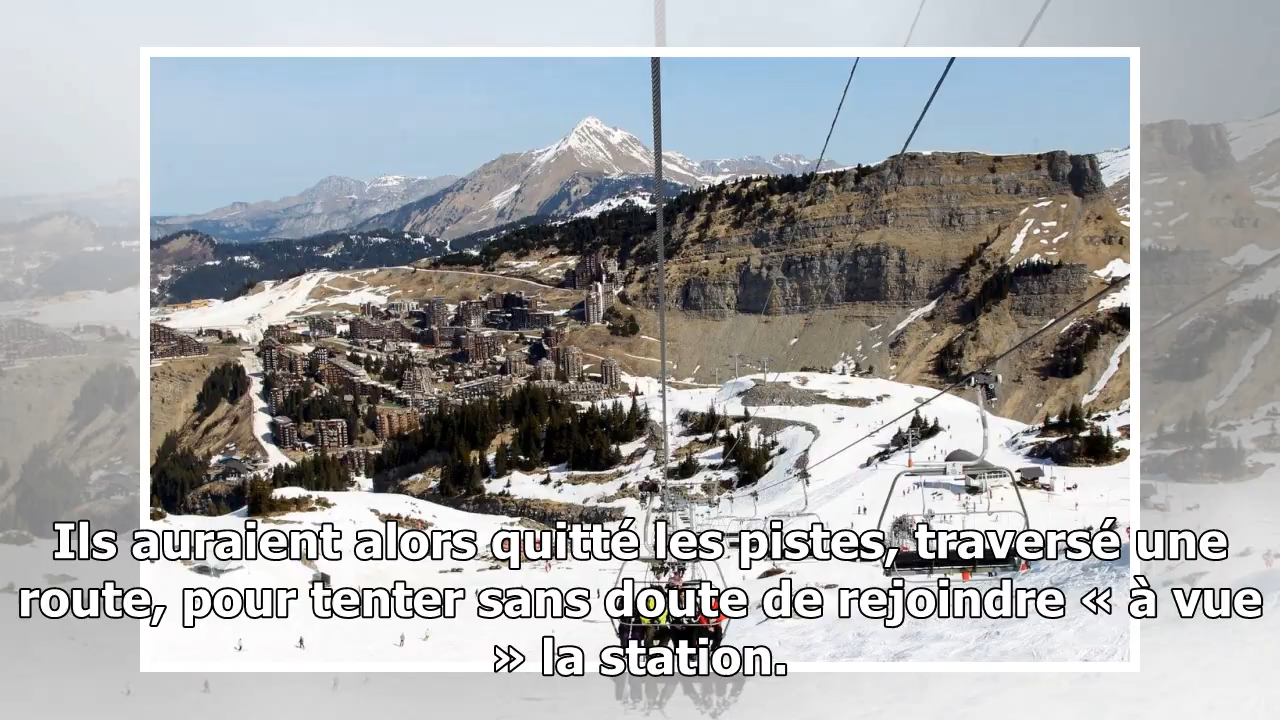 Ils auraient alors quitté les pistes, traversé une
route, pour tenter sans doute de rejoindre « à vue
» la station.